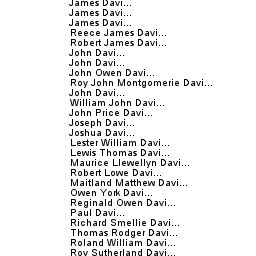 James Davi...
James Davi...
James Davi...
Reece James Davi...
Robert James Davi...
John Davi...
John Davi...
John Owen Davi...
Roy John Montgomerie Davi...
John Davi...
William John Davi...
John Price Davi...
Joseph Davi...
Joshua Davi...
Lester William Davi...
Lewis Thomas Davi...
Maurice Llewellyn Davi...
Robert Lowe Davi...
Maitland Matthew Davi...
Owen York Davi...
Reginald Owen Davi...
Paul Davi...
Richard Smellie Davi...
Thomas Rodger Davi...
Roland William Davi...
Roy Sutherland Davi...